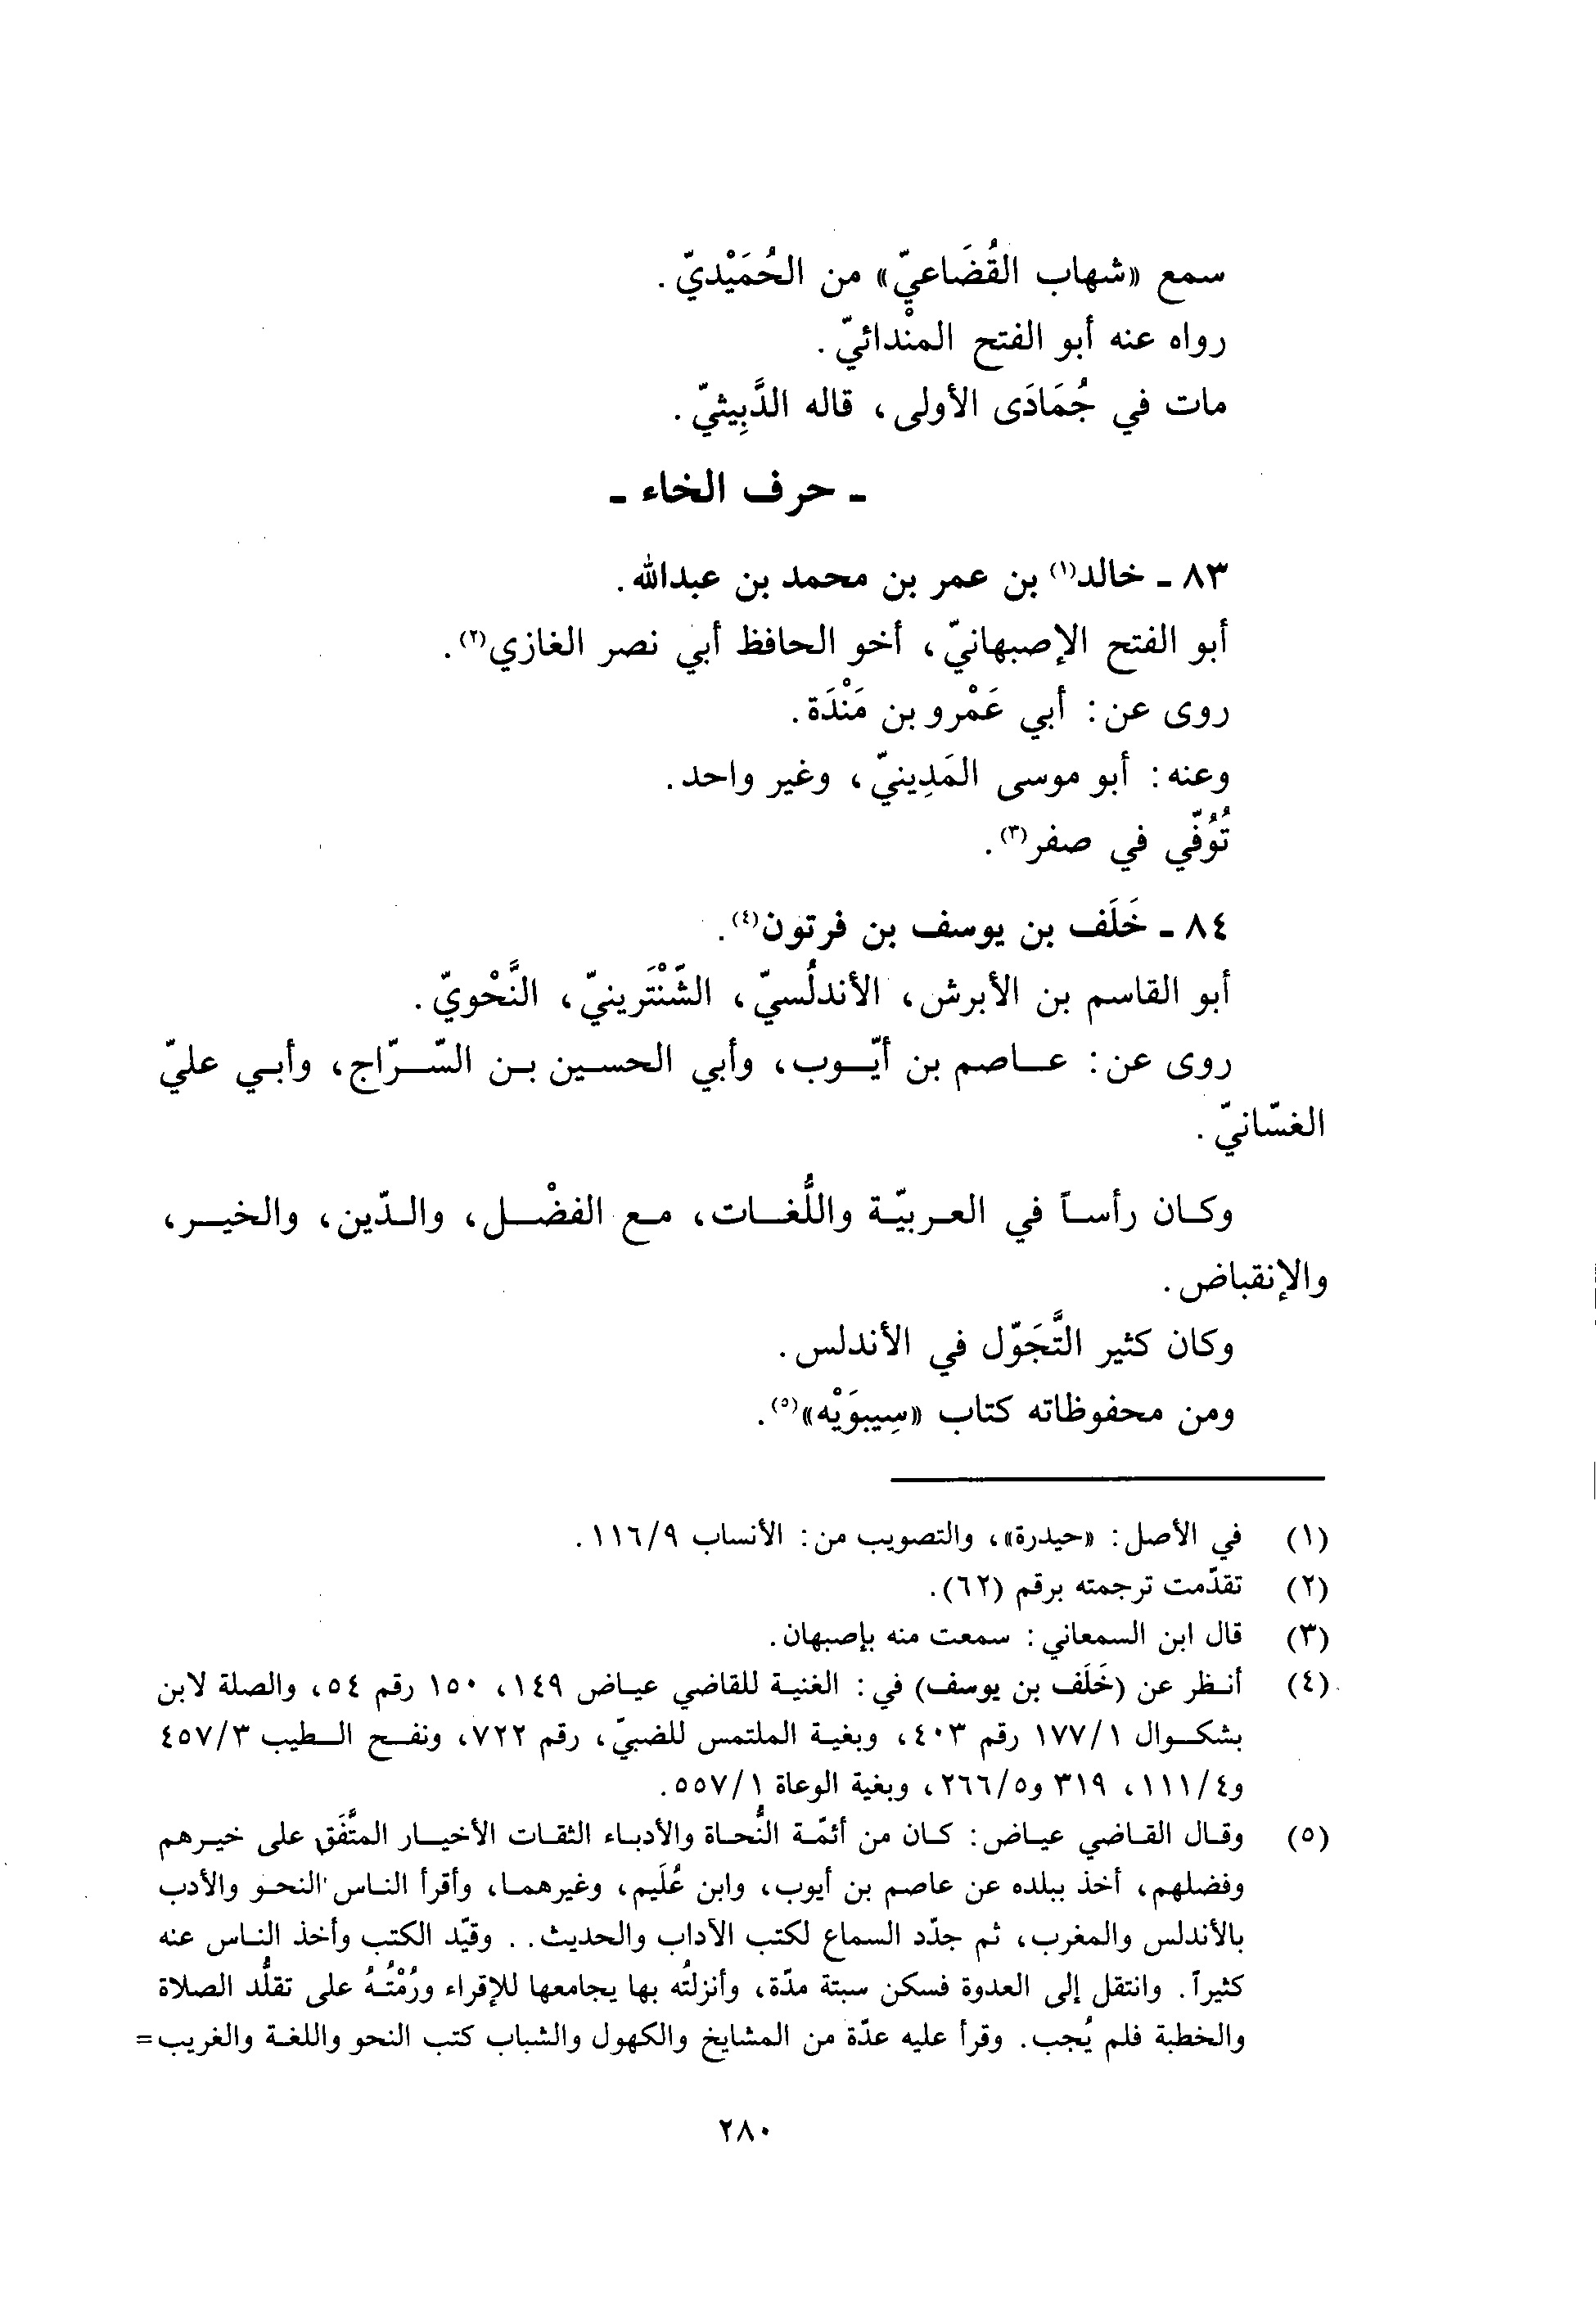 سمع «شهاب القُضَاعيّ» من الحُمَيْديّ.
رواه عنه أبو الفتح المنْدائيّ.
مات في جُمَادَى الأولى، قاله الدَّبِيثيّ.
ـ حرف الخاء ـ
٨٣ ـ خالد(١) بن عمر بن محمد بن عبدالله.
أبو الفتح الإصبهانيّ، أخو الحافظ أبي نصر الغازي(٢).
روى عن: أبي عَمْرو بن مَنْدَة.
وعنه: أبو موسى المَدِينيّ، وغير واحد.
تُوُفّي في صفر(٣).
٨٤ ـ خَلَف بن يوسف بن فرتون(٤).
أبو القاسم بن الأبرش، الأندلُسيّ، الشّنْتَرينيّ، النَّحْويّ.
روى عن: عاصم بن أيّوب، وأبي الحسين بن السّرّاج، وأبي عليّ
الغسّانيّ.
وكان رأساً في العربيّة واللُّغات، مع الفضْل، والدّين، والخير،
والإنقباض.
وكان كثير التَّجَوّل في الأندلس.
ومن محفوظاته كتاب «سِيبوَيْه»(٥).
(١) في الأصل: «حيدرة»، والتصويب من: الأنساب ١١٦/٩.
(٢) تقدّمت ترجمته برقم (٦٢).
(٣) قال ابن السمعاني: سمعت منه بإصبهان.
(٤) أنظر عن (خَلَف بن يوسف) في: الغنية للقاضي عياض ١٤٩، ١٥٠ رقم ٥٤، والصلة لابن
بشكوال ١٧٧/١ رقم ٤٠٣، وبغية الملتمس للضبيّ، رقم ٧٢٢، ونفح الطيب ٤٥٧/٣
و١١١/٤، ٣١٩ و٢٦٦/٥، وبغية الوعاة ٥٥٧/١.
(٥) وقال القاضي عياض: كان من أئمّة النُّحاة والأدباء الثقات الأخيار المتَّفَق على خيرهم
وفضلهم، أخذ ببلده عن عاصم بن أيوب، وابن عُلَيم، وغيرهما، وأقرأ الناس النحو والأدب
بالأندلس والمغرب، ثم جدّد السماع لكتب الآداب والحديث.. وقيّد الكتب وأخذ الناس عنه
كثيراً. وانتقل إلى العدوة فسكن سبتة مدّة، وأنزلتُه بها يجامعها للإقراء ورُمْتُهُ على تقلُّد الصلاة
والخطبة فلم يُجب. وقرأ عليه عدّة من المشايخ والكهول والشباب كتب النحو واللغة والغريب=
٢٨٠